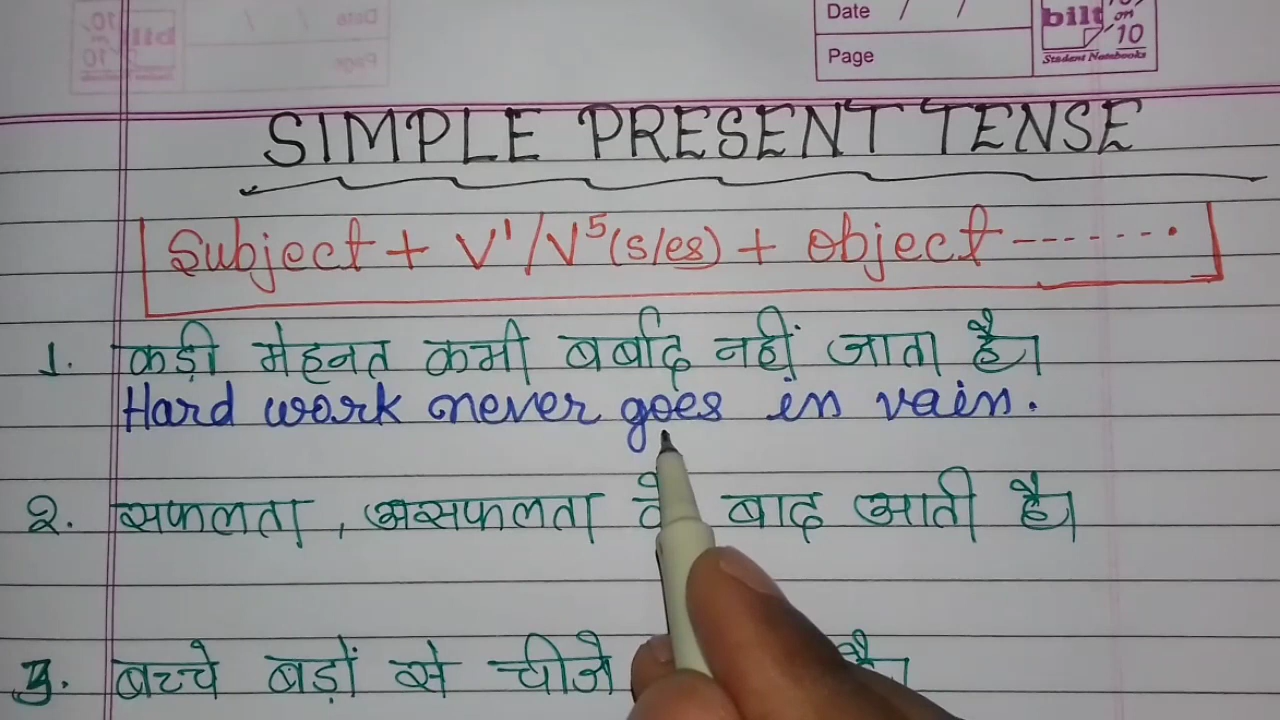 Date / /
bilt on 10
Page
Student Notebooks
SIMPLE PRESENT TENSE
Subject + V¹/V⁵(s/es) + Object-------
1. कड़ी मेहनत कभी बर्बाद नहीं जाता है।
Hard work never goes in vain.
2. सफलता, असफलता के बाद आती है।
3. बच्चे बड़ों से चीजे है।